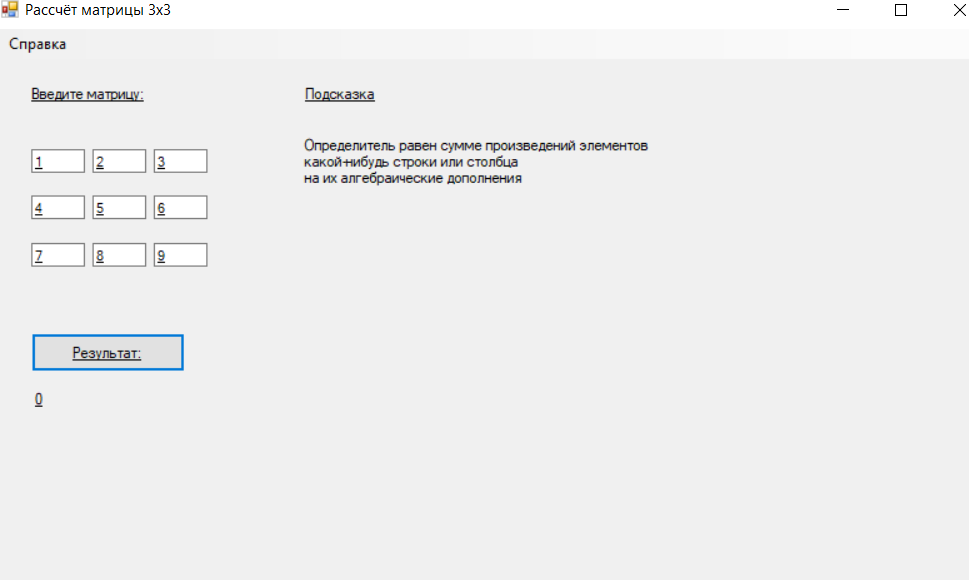 Рассчёт матрицы 3х3
Справка
Введите матрицу:
Подсказка
Определитель равен сумме произведений элементов
какой-нибудь строки или столбца
на их алгебраические дополнения
1 2 3
4 5 6
7 8 9
Результат:
0